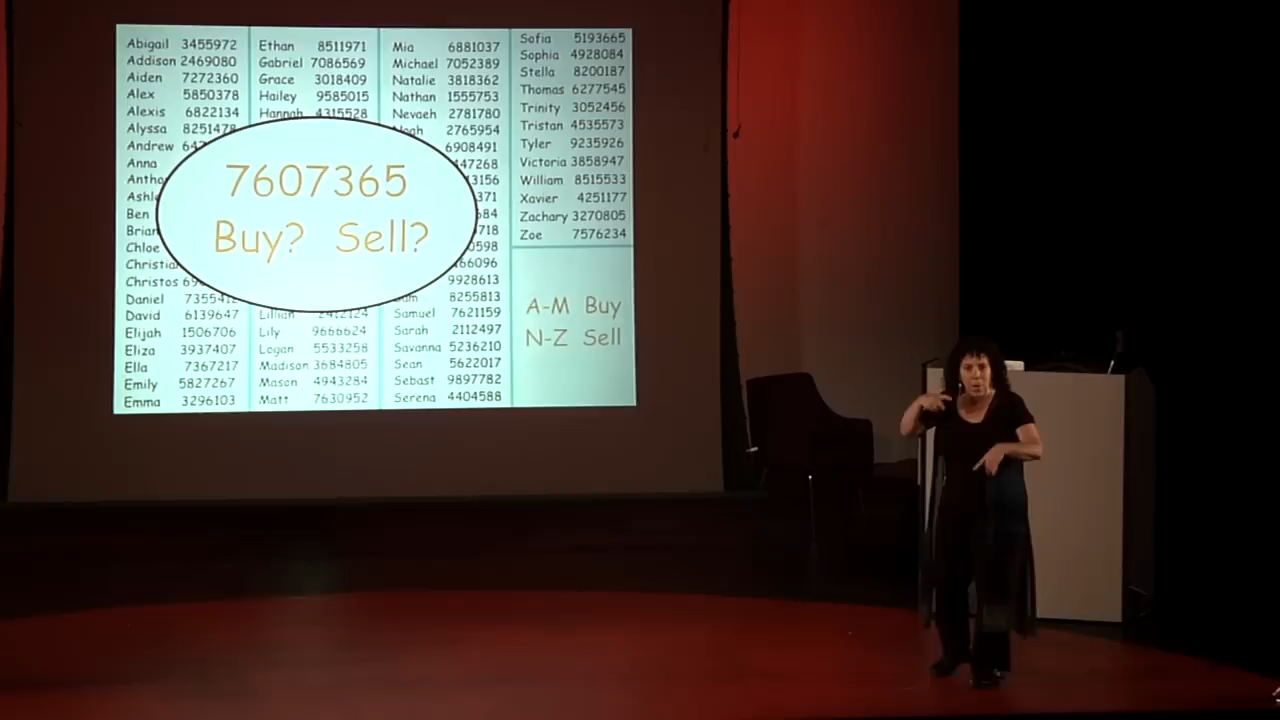 Abigail 3455972
Addison 2469080
Aiden 7272360
Alex 5850378
Alexis 6822134
Alyssa
Andrew
Anna
Ben
Chloe
Christos
Daniel
David 6139647
Elijah 1506706
Eliza 3937407
Ella 7367217
Emily 5827267
Emma 3296103
Ethan 8511971
Gabriel 7086569
Grace 3018409
Hailey 9585015
Hannah 4315528
7607365
Buy? Sell?
Lillian
Lily 9666624
Logan 5533258
Madison 3684805
Mason 4943284
Matt 7630952
Mia 6881037
Michael 7052389
Natalie 3818362
Nathan 1555753
Nevaeh 2781780
2765954
6908491
9928613
8255813
Samuel 7621159
Sarah 2112497
Savanna 5236210
Sean 5622017
Sebast 9897782
Serena 4404588
Sofia 5193665
Sophia 4928084
Stella 8200187
Thomas 6277545
Trinity 3052456
Tristan 4535573
Tyler 9235926
Victoria 3858947
William 8515533
Xavier 4251177
Zachary 3270805
Zoe 7576234
A-M Buy
N-Z Sell